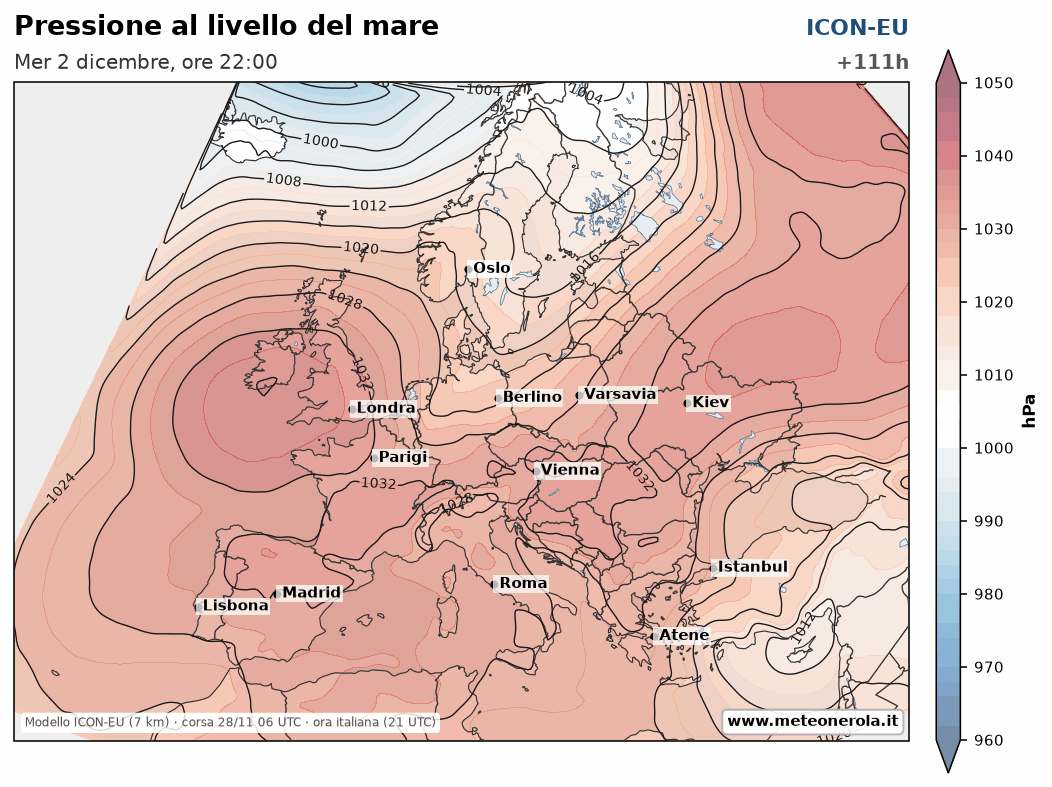 Pressione al livello del mare
ICON-EU
Mer 2 dicembre, ore 22:00
+111h
1004
1004
1000
1008
1012
1020
1016
1028
1032
1024
1032
1028
1032
1012
Oslo
Londra
Berlino
Varsavia
Kiev
Parigi
Vienna
Istanbul
Roma
Madrid
Lisbona
Atene
1050
1040
1030
1020
1010
1000
990
980
970
960
hPa
Modello ICON-EU (7 km) · corsa 28/11 06 UTC · ora italiana (21 UTC)
www.meteonerola.it